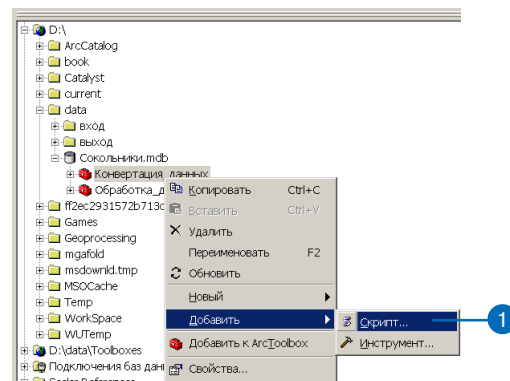 D:\
ArcCatalog
book
Catalyst
current
data
вход
выход
Сокольники.mdb
Конвертация_данных
Обработка_д
ff2ec2931572b713c
Games
Geoprocessing
mgafold
msdownld.tmp
MSOCache
Temp
WorkSpace
WUTemp
D:\data\Toolboxes
Подключения баз дан
Копировать Ctrl+C
Вставить Ctrl+V
Удалить
Переименовать F2
Обновить
Новый
Добавить
Добавить к ArcToolbox
Свойства...
Скрипт...
Инструмент...
1